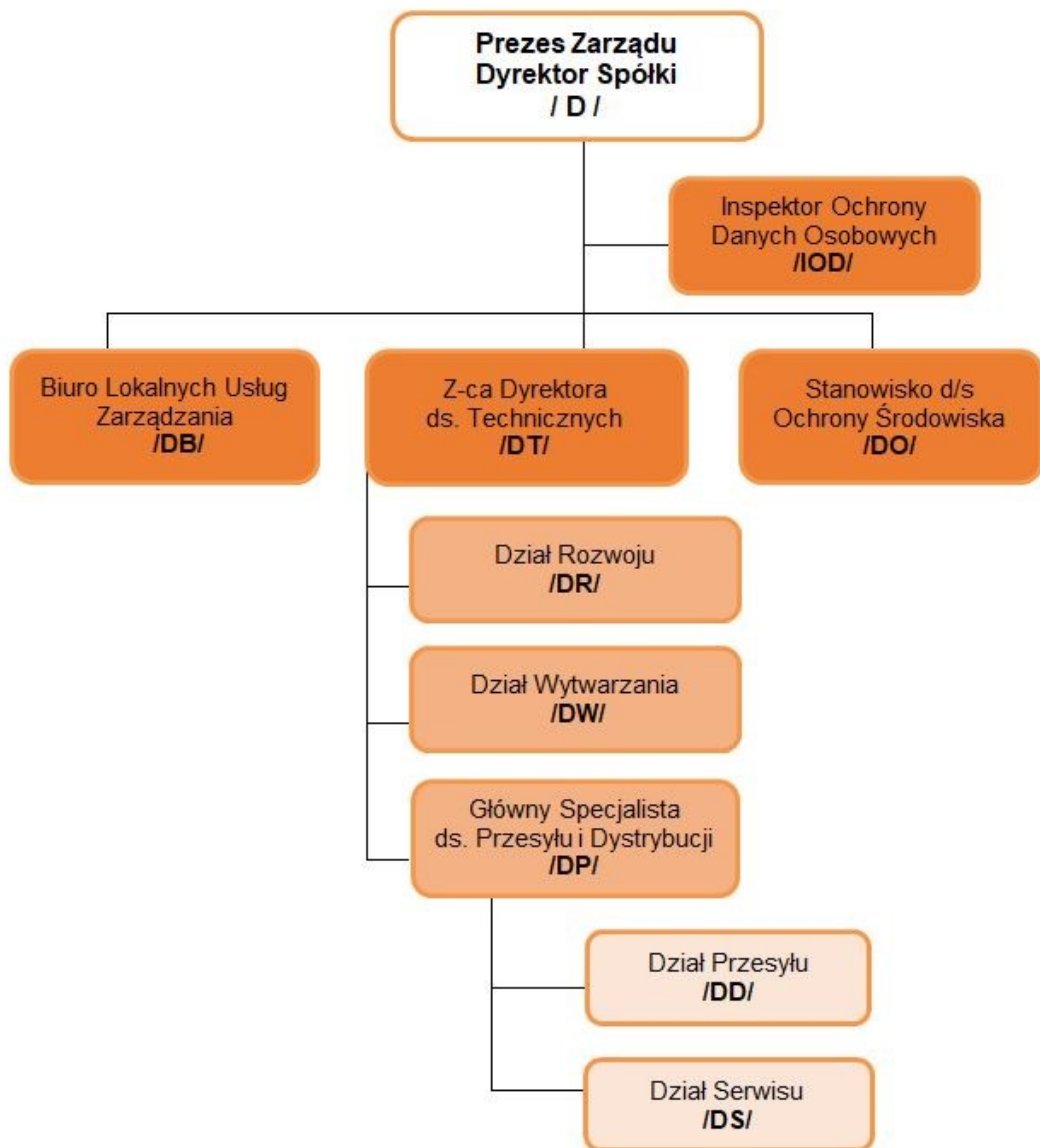 Prezes Zarządu
Dyrektor Spółki
/ D /
Inspektor Ochrony
Danych Osobowych
/IOD/
Biuro Lokalnych Usług
Zarządzania
/DB/
Z-ca Dyrektora
ds. Technicznych
/DT/
Stanowisko d/s
Ochrony Środowiska
/DO/
Dział Rozwoju
/DR/
Dział Wytwarzania
/DW/
Główny Specjalista
ds. Przesyłu i Dystrybucji
/DP/
Dział Przesyłu
/DD/
Dział Serwisu
/DS/